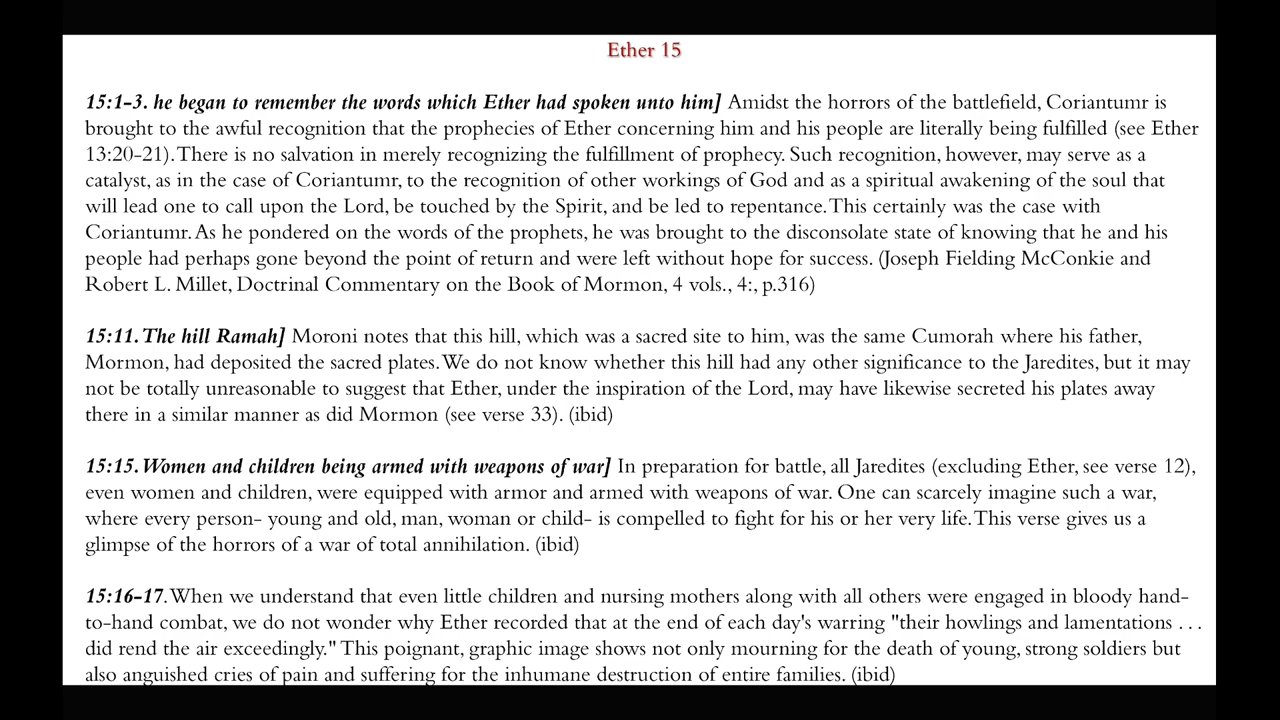 Ether 15
15:1-3. he began to remember the words which Ether had spoken unto him] Amidst the horrors of the battlefield, Coriantumr is
brought to the awful recognition that the prophecies of Ether concerning him and his people are literally being fulfilled (see Ether
13:20-21). There is no salvation in merely recognizing the fulfillment of prophecy. Such recognition, however, may serve as a
catalyst, as in the case of Coriantumr, to the recognition of other workings of God and as a spiritual awakening of the soul that
will lead one to call upon the Lord, be touched by the Spirit, and be led to repentance. This certainly was the case with
Coriantumr. As he pondered on the words of the prophets, he was brought to the disconsolate state of knowing that he and his
people had perhaps gone beyond the point of return and were left without hope for success. (Joseph Fielding McConkie and
Robert L. Millet, Doctrinal Commentary on the Book of Mormon, 4 vols., 4:, p.316)
15:11. The hill Ramah] Moroni notes that this hill, which was a sacred site to him, was the same Cumorah where his father,
Mormon, had deposited the sacred plates. We do not know whether this hill had any other significance to the Jaredites, but it may
not be totally unreasonable to suggest that Ether, under the inspiration of the Lord, may have likewise secreted his plates away
there in a similar manner as did Mormon (see verse 33). (ibid)
15:15. Women and children being armed with weapons of war] In preparation for battle, all Jaredites (excluding Ether, see verse 12),
even women and children, were equipped with armor and armed with weapons of war. One can scarcely imagine such a war,
where every person- young and old, man, woman or child- is compelled to fight for his or her very life. This verse gives us a
glimpse of the horrors of a war of total annihilation. (ibid)
15:16-17. When we understand that even little children and nursing mothers along with all others were engaged in bloody hand-
to-hand combat, we do not wonder why Ether recorded that at the end of each day's warring "their howlings and lamentations . . .
did rend the air exceedingly." This poignant, graphic image shows not only mourning for the death of young, strong soldiers but
also anguished cries of pain and suffering for the inhumane destruction of entire families. (ibid)